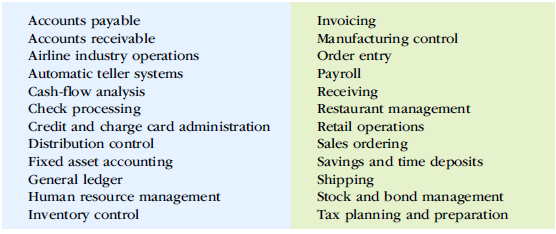 Accounts payable
Accounts receivable
Airline industry operations
Automatic teller systems
Cash-flow analysis
Check processing
Credit and charge card administration
Distribution control
Fixed asset accounting
General ledger
Human resource management
Inventory control
Invoicing
Manufacturing control
Order entry
Payroll
Receiving
Restaurant management
Retail operations
Sales ordering
Savings and time deposits
Shipping
Stock and bond management
Tax planning and preparation